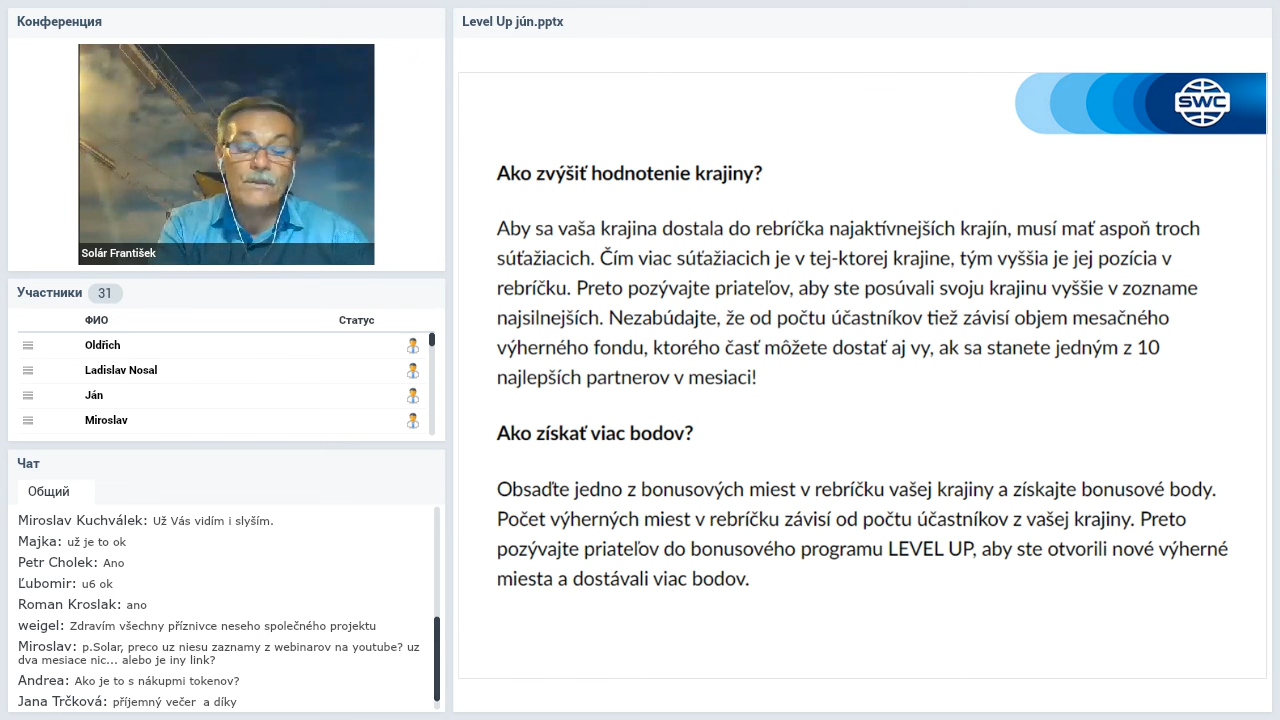 Конференция
Solár František
Участники 31
ФИО Статус
Oldřich
Ladislav Nosal
Ján
Miroslav
Чат
Общий
Miroslav Kuchválek: Už Vás vidím i slyším.
Majka: už je to ok
Petr Cholek: Ano
Ľubomir: u6 ok
Roman Kroslak: ano
weigel: Zdravím všechny příznivce neseho společného projektu
Miroslav: p.Solar, preco uz niesu zaznamy z webinarov na youtube? uz
dva mesiace nic... alebo je iny link?
Andrea: Ako je to s nákupmi tokenov?
Jana Trčková: příjemný večer a díky
Level Up jún.pptx
SWC
Ako zvýšiť hodnotenie krajiny?
Aby sa vaša krajina dostala do rebríčka najaktívnejších krajín, musí mať aspoň troch
súťažiacich. Čím viac súťažiacich je v tej-ktorej krajine, tým vyššia je jej pozícia v
rebríčku. Preto pozývajte priateľov, aby ste posúvali svoju krajinu vyššie v zozname
najsilnejších. Nezabúdajte, že od počtu účastníkov tiež závisí objem mesačného
výherného fondu, ktorého časť môžete dostať aj vy, ak sa stanete jedným z 10
najlepších partnerov v mesiaci!
Ako získať viac bodov?
Obsaďte jedno z bonusových miest v rebríčku vašej krajiny a získajte bonusové body.
Počet výherných miest v rebríčku závisí od počtu účastníkov z vašej krajiny. Preto
pozývajte priateľov do bonusového programu LEVEL UP, aby ste otvorili nové výherné
miesta a dostávali viac bodov.